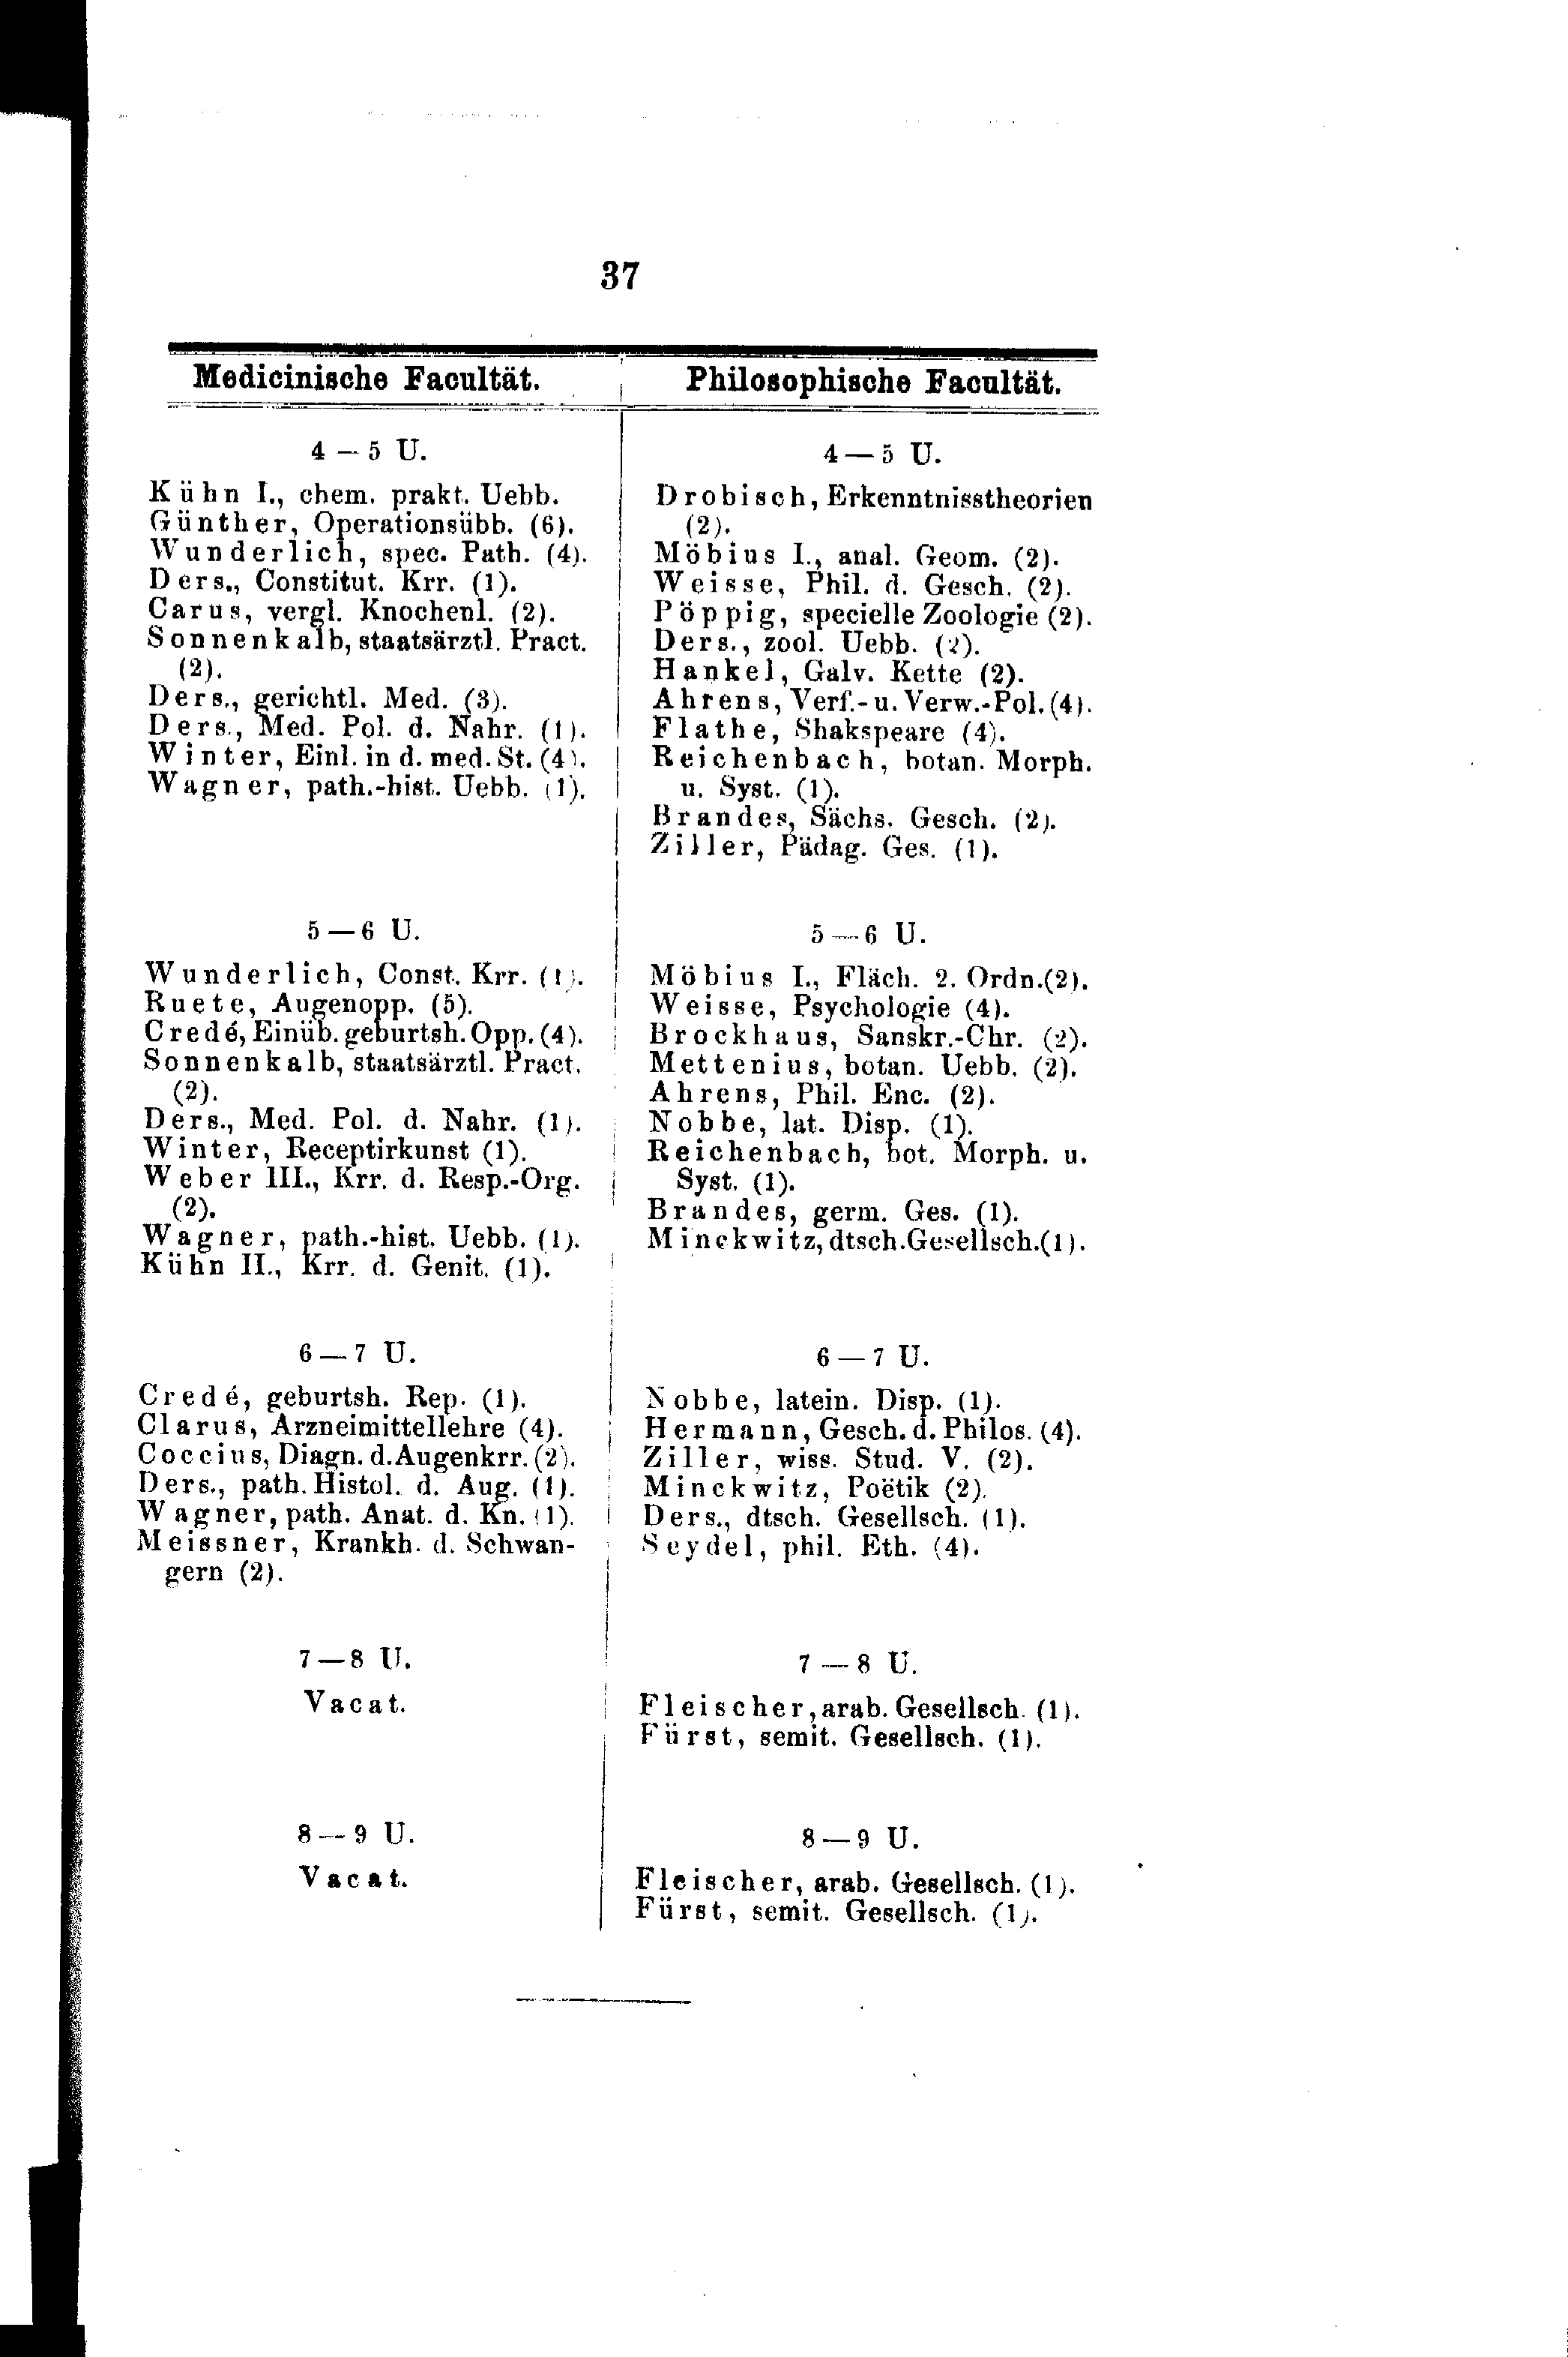 37
Medicinische Facultät.
4 — 5 U.
Kühn I., chem. prakt. Uebb.
Günther, Operationsübb. (6).
Wunderlich, spec. Path. (4).
Ders., Constitut. Krr. (1).
Carus, vergl. Knochenl. (2).
Sonnenkalb, staatsärztl. Pract.
(2).
Ders., gerichtl. Med. (3).
Ders., Med. Pol. d. Nahr. (1).
Winter, Einl. in d. med. St. (4).
Wagner, path.-hist. Uebb. (1).
5 — 6 U.
Wunderlich, Const. Krr. (1).
Ruete, Augenopp. (5).
Credé, Einüb. geburtsh. Opp. (4).
Sonnenkalb, staatsärztl. Pract.
(2).
Ders., Med. Pol. d. Nahr. (1).
Winter, Receptirkunst (1).
Weber III., Krr. d. Resp.-Org.
(2).
Wagner, path.-hist. Uebb. (1).
Kühn II., Krr. d. Genit. (1).
6 — 7 U.
Credé, geburtsh. Rep. (1).
Clarus, Arzneimittellehre (4).
Coccius, Diagn. d. Augenkrr. (2).
Ders., path. Histol. d. Aug. (1).
Wagner, path. Anat. d. Kn. (1).
Meissner, Krankh. d. Schwan-
gern (2).
7 — 8 U.
Vacat.
8 — 9 U.
Vacat.
Philosophische Facultät.
4 — 5 U.
Drobisch, Erkenntnisstheorien
(2).
Möbius I., anal. Geom. (2).
Weisse, Phil. d. Gesch. (2).
Pöppig, specielle Zoologie (2).
Ders., zool. Uebb. (2).
Hankel, Galv. Kette (2).
Ahrens, Verf.- u. Verw.-Pol. (4).
Flathe, Shakspeare (4).
Reichenbach, botan. Morph.
u. Syst. (1).
Brandes, Sächs. Gesch. (2).
Ziller, Pädag. Ges. (1).
5 — 6 U.
Möbius I., Fläch. 2. Ordn. (2).
Weisse, Psychologie (4).
Brockhaus, Sanskr.-Chr. (2).
Mettenius, botan. Uebb. (2).
Ahrens, Phil. Enc. (2).
Nobbe, lat. Disp. (1).
Reichenbach, bot. Morph. u.
Syst. (1).
Brandes, germ. Ges. (1).
Minckwitz, dtsch. Gesellsch. (1).
6 — 7 U.
Nobbe, latein. Disp. (1).
Hermann, Gesch. d. Philos. (4).
Ziller, wiss. Stud. V. (2).
Minckwitz, Poëtik (2).
Ders., dtsch. Gesellsch. (1).
Seydel, phil. Eth. (4).
7 — 8 U.
Fleischer, arab. Gesellsch. (1).
Fürst, semit. Gesellsch. (1).
8 — 9 U.
Fleischer, arab. Gesellsch. (1).
Fürst, semit. Gesellsch. (1).